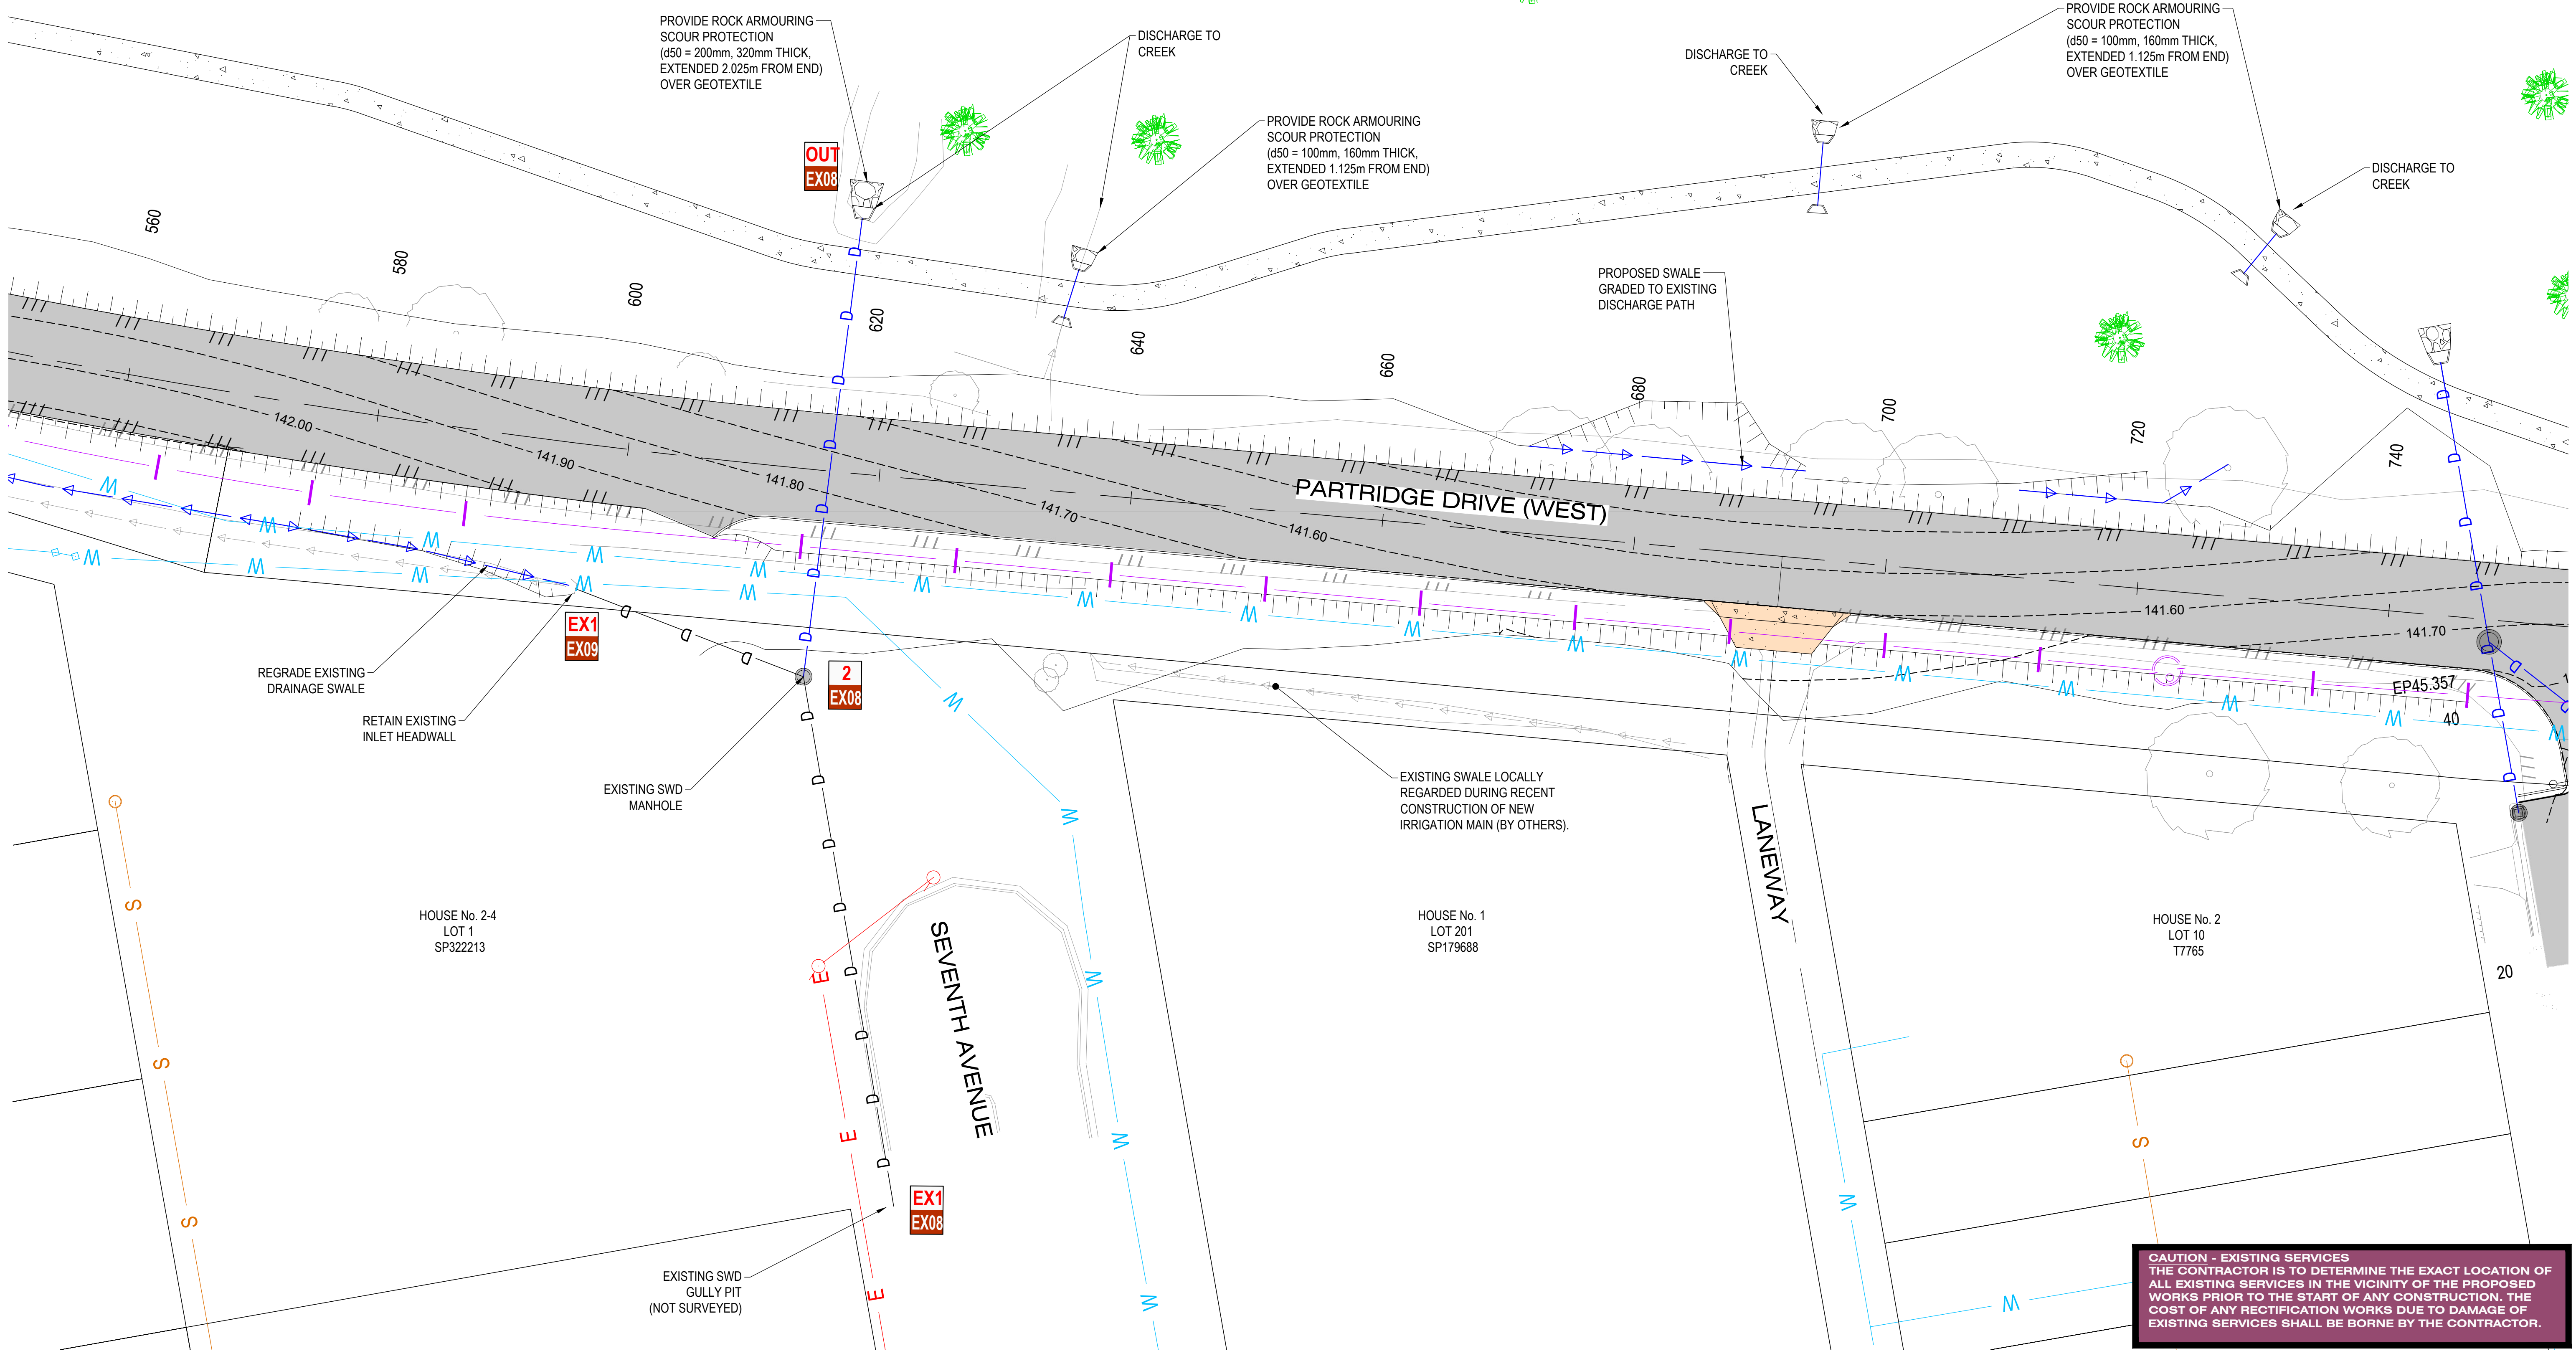 PROVIDE ROCK ARMOURING
SCOUR PROTECTION
(d50 = 200mm, 320mm THICK,
EXTENDED 2.025m FROM END)
OVER GEOTEXTILE
DISCHARGE TO
CREEK
PROVIDE ROCK ARMOURING
SCOUR PROTECTION
(d50 = 100mm, 160mm THICK,
EXTENDED 1.125m FROM END)
OVER GEOTEXTILE
DISCHARGE TO
CREEK
PROVIDE ROCK ARMOURING
SCOUR PROTECTION
(d50 = 100mm, 160mm THICK,
EXTENDED 1.125m FROM END)
OVER GEOTEXTILE
DISCHARGE TO
CREEK
OUT
EX08
560
580
600
620
640
660
680
700
720
740
PROPOSED SWALE
GRADED TO EXISTING
DISCHARGE PATH
142.00
141.90
141.80
141.70
141.60
PARTRIDGE DRIVE (WEST)
141.60
141.70
EP45.357
40
20
EX1
EX09
2
EX08
REGRADE EXISTING
DRAINAGE SWALE
RETAIN EXISTING
INLET HEADWALL
EXISTING SWD
MANHOLE
EXISTING SWALE LOCALLY
REGARDED DURING RECENT
CONSTRUCTION OF NEW
IRRIGATION MAIN (BY OTHERS).
LANEWAY
SEVENTH AVENUE
HOUSE No. 2-4
LOT 1
SP322213
HOUSE No. 1
LOT 201
SP179688
HOUSE No. 2
LOT 10
T7765
EX1
EX08
EXISTING SWD
GULLY PIT
(NOT SURVEYED)
CAUTION - EXISTING SERVICES
THE CONTRACTOR IS TO DETERMINE THE EXACT LOCATION OF
ALL EXISTING SERVICES IN THE VICINITY OF THE PROPOSED
WORKS PRIOR TO THE START OF ANY CONSTRUCTION. THE
COST OF ANY RECTIFICATION WORKS DUE TO DAMAGE OF
EXISTING SERVICES SHALL BE BORNE BY THE CONTRACTOR.